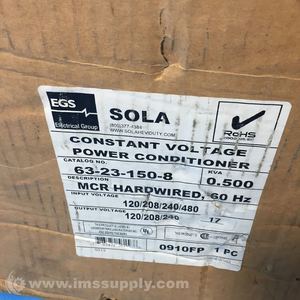 EGS
Electrical Group
SOLA
(800)377-4384
WWW.SOLAHEVIDUTY.COM
RoHS
CONSTANT VOLTAGE
POWER CONDITIONER
CATALOG NO.
KVA
63-23-150-8
0.500
DESCRIPTION
MCR HARDWIRED, 60 Hz
INPUT VOLTAGE
120/208/240/480
OUTPUT VOLTAGE
120/208/240
17
0910FP
1 PC
© www.imssupply.com